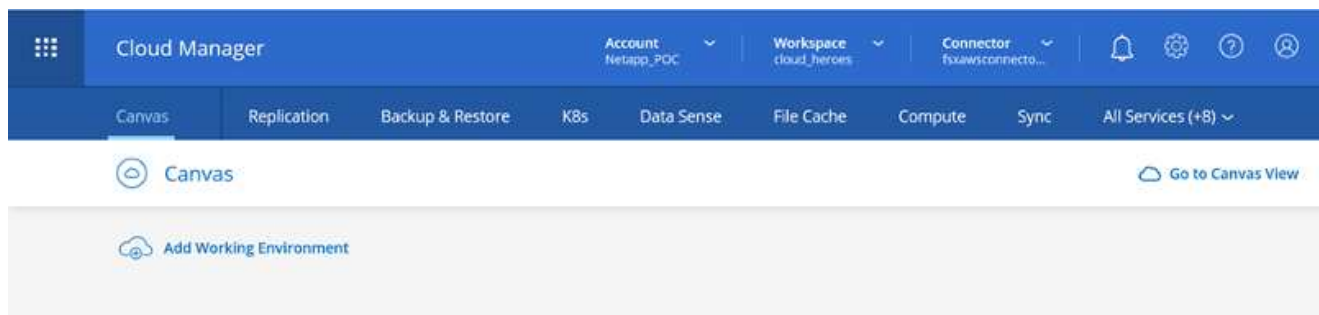 Cloud Manager
Account
Netapp_POC
Workspace
cloud_heroes
Connector
fsxawsconnecto...
Canvas Replication Backup & Restore K8s Data Sense File Cache Compute Sync All Services (+8)
Canvas
Go to Canvas View
Add Working Environment